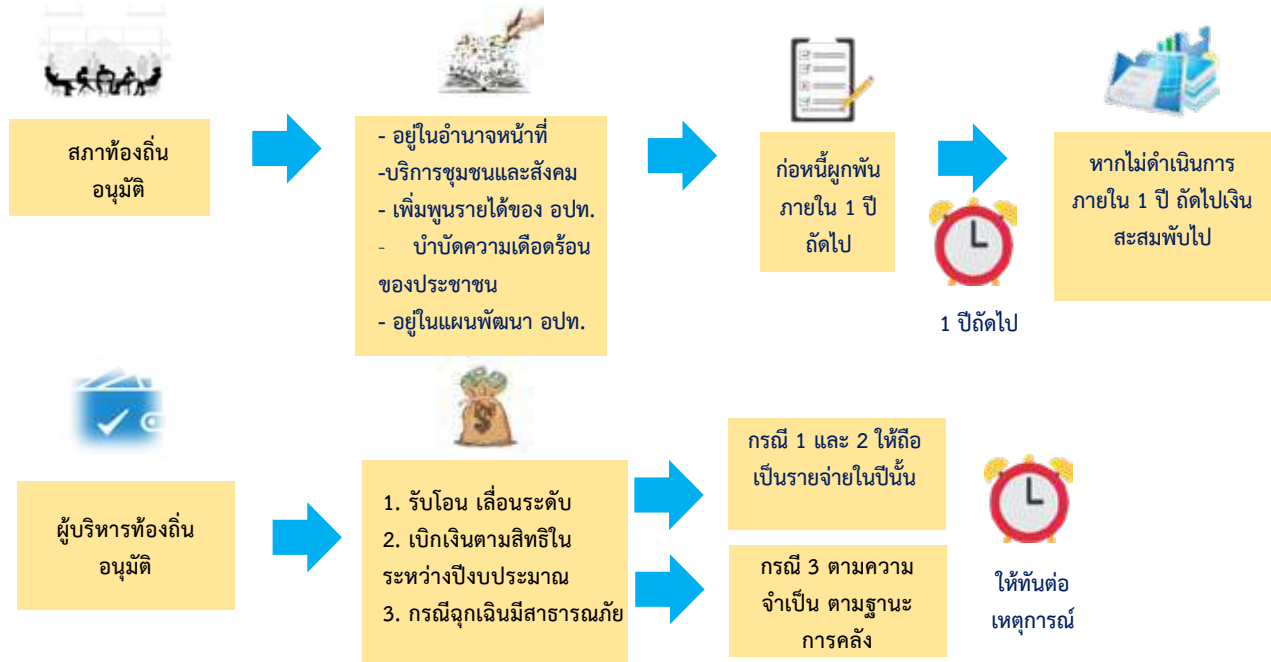 สภาท้องถิ่น
อนุมัติ
- อยู่ในอำนาจหน้าที่
-บริการชุมชนและสังคม
- เพิ่มพูนรายได้ของ อปท.
- บำบัดความเดือดร้อน
ของประชาชน
- อยู่ในแผนพัฒนา อปท.
ก่อหนี้ผูกพัน
ภายใน 1 ปี
ถัดไป
1 ปีถัดไป
หากไม่ดำเนินการ
ภายใน 1 ปี ถัดไปเงิน
สะสมพับไป
ผู้บริหารท้องถิ่น
อนุมัติ
1. รับโอน เลื่อนระดับ
2. เบิกเงินตามสิทธิใน
ระหว่างปีงบประมาณ
3. กรณีฉุกเฉินมีสาธารณภัย
กรณี 1 และ 2 ให้ถือ
เป็นรายจ่ายในปีนั้น
กรณี 3 ตามความ
จำเป็น ตามฐานะ
การคลัง
ให้ทันต่อ
เหตุการณ์